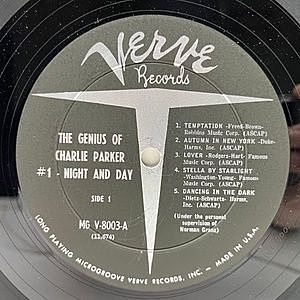 Verve
Records
THE GENIUS OF
CHARLIE PARKER
#1 - NIGHT AND DAY
SIDE 1
MG V-8003-A
(22,076)
1. TEMPTATION -Freed-Brown-
Robbins Music Corp. (ASCAP)
2. AUTUMN IN NEW YORK -Duke-
Harms, Inc. (ASCAP)
3. LOVER -Rodgers-Hart- Famous
Music Corp. (ASCAP)
4. STELLA BY STARLIGHT
-Washington-Young- Famous
Music Corp. (ASCAP)
5. DANCING IN THE DARK
-Dietz-Schwartz- Harms,
Inc. (ASCAP)
(Under the personal
supervision of
Norman Granz)
LONG PLAYING MICROGROOVE VERVE RECORDS, INC. — MADE IN U.S.A.